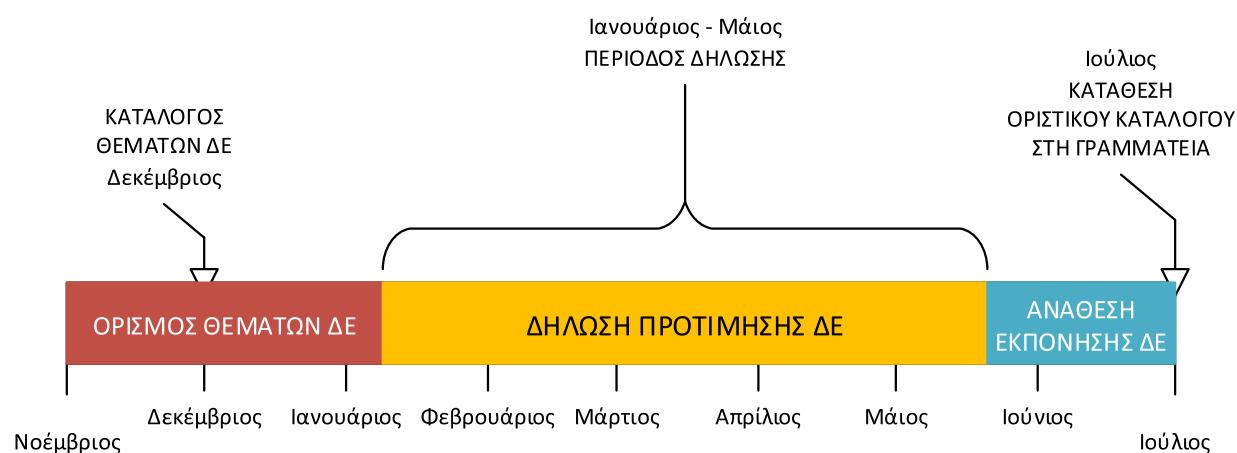 Ιανουάριος - Μάιος
ΠΕΡΙΟΔΟΣ ΔΗΛΩΣΗΣ
Ιούλιος
ΚΑΤΑΘΕΣΗ
ΟΡΙΣΤΙΚΟΥ ΚΑΤΑΛΟΓΟΥ
ΣΤΗ ΓΡΑΜΜΑΤΕΙΑ
ΚΑΤΑΛΟΓΟΣ
ΘΕΜΑΤΩΝ ΔΕ
Δεκέμβριος
ΟΡΙΣΜΟΣ ΘΕΜΑΤΩΝ ΔΕ
ΔΗΛΩΣΗ ΠΡΟΤΙΜΗΣΗΣ ΔΕ
ΑΝΑΘΕΣΗ
ΕΚΠΟΝΗΣΗΣ ΔΕ
Νοέμβριος
Δεκέμβριος
Ιανουάριος
Φεβρουάριος
Μάρτιος
Απρίλιος
Μάιος
Ιούνιος
Ιούλιος